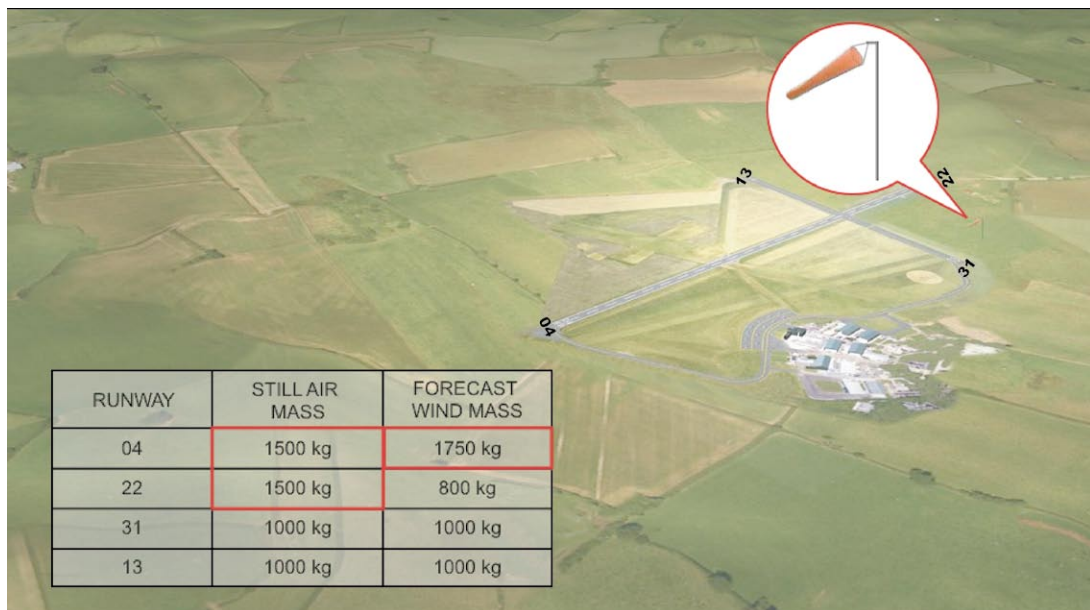 13
22
31
04
RUNWAY STILL AIR MASS FORECAST WIND MASS
04 1500 kg 1750 kg
22 1500 kg 800 kg
31 1000 kg 1000 kg
13 1000 kg 1000 kg